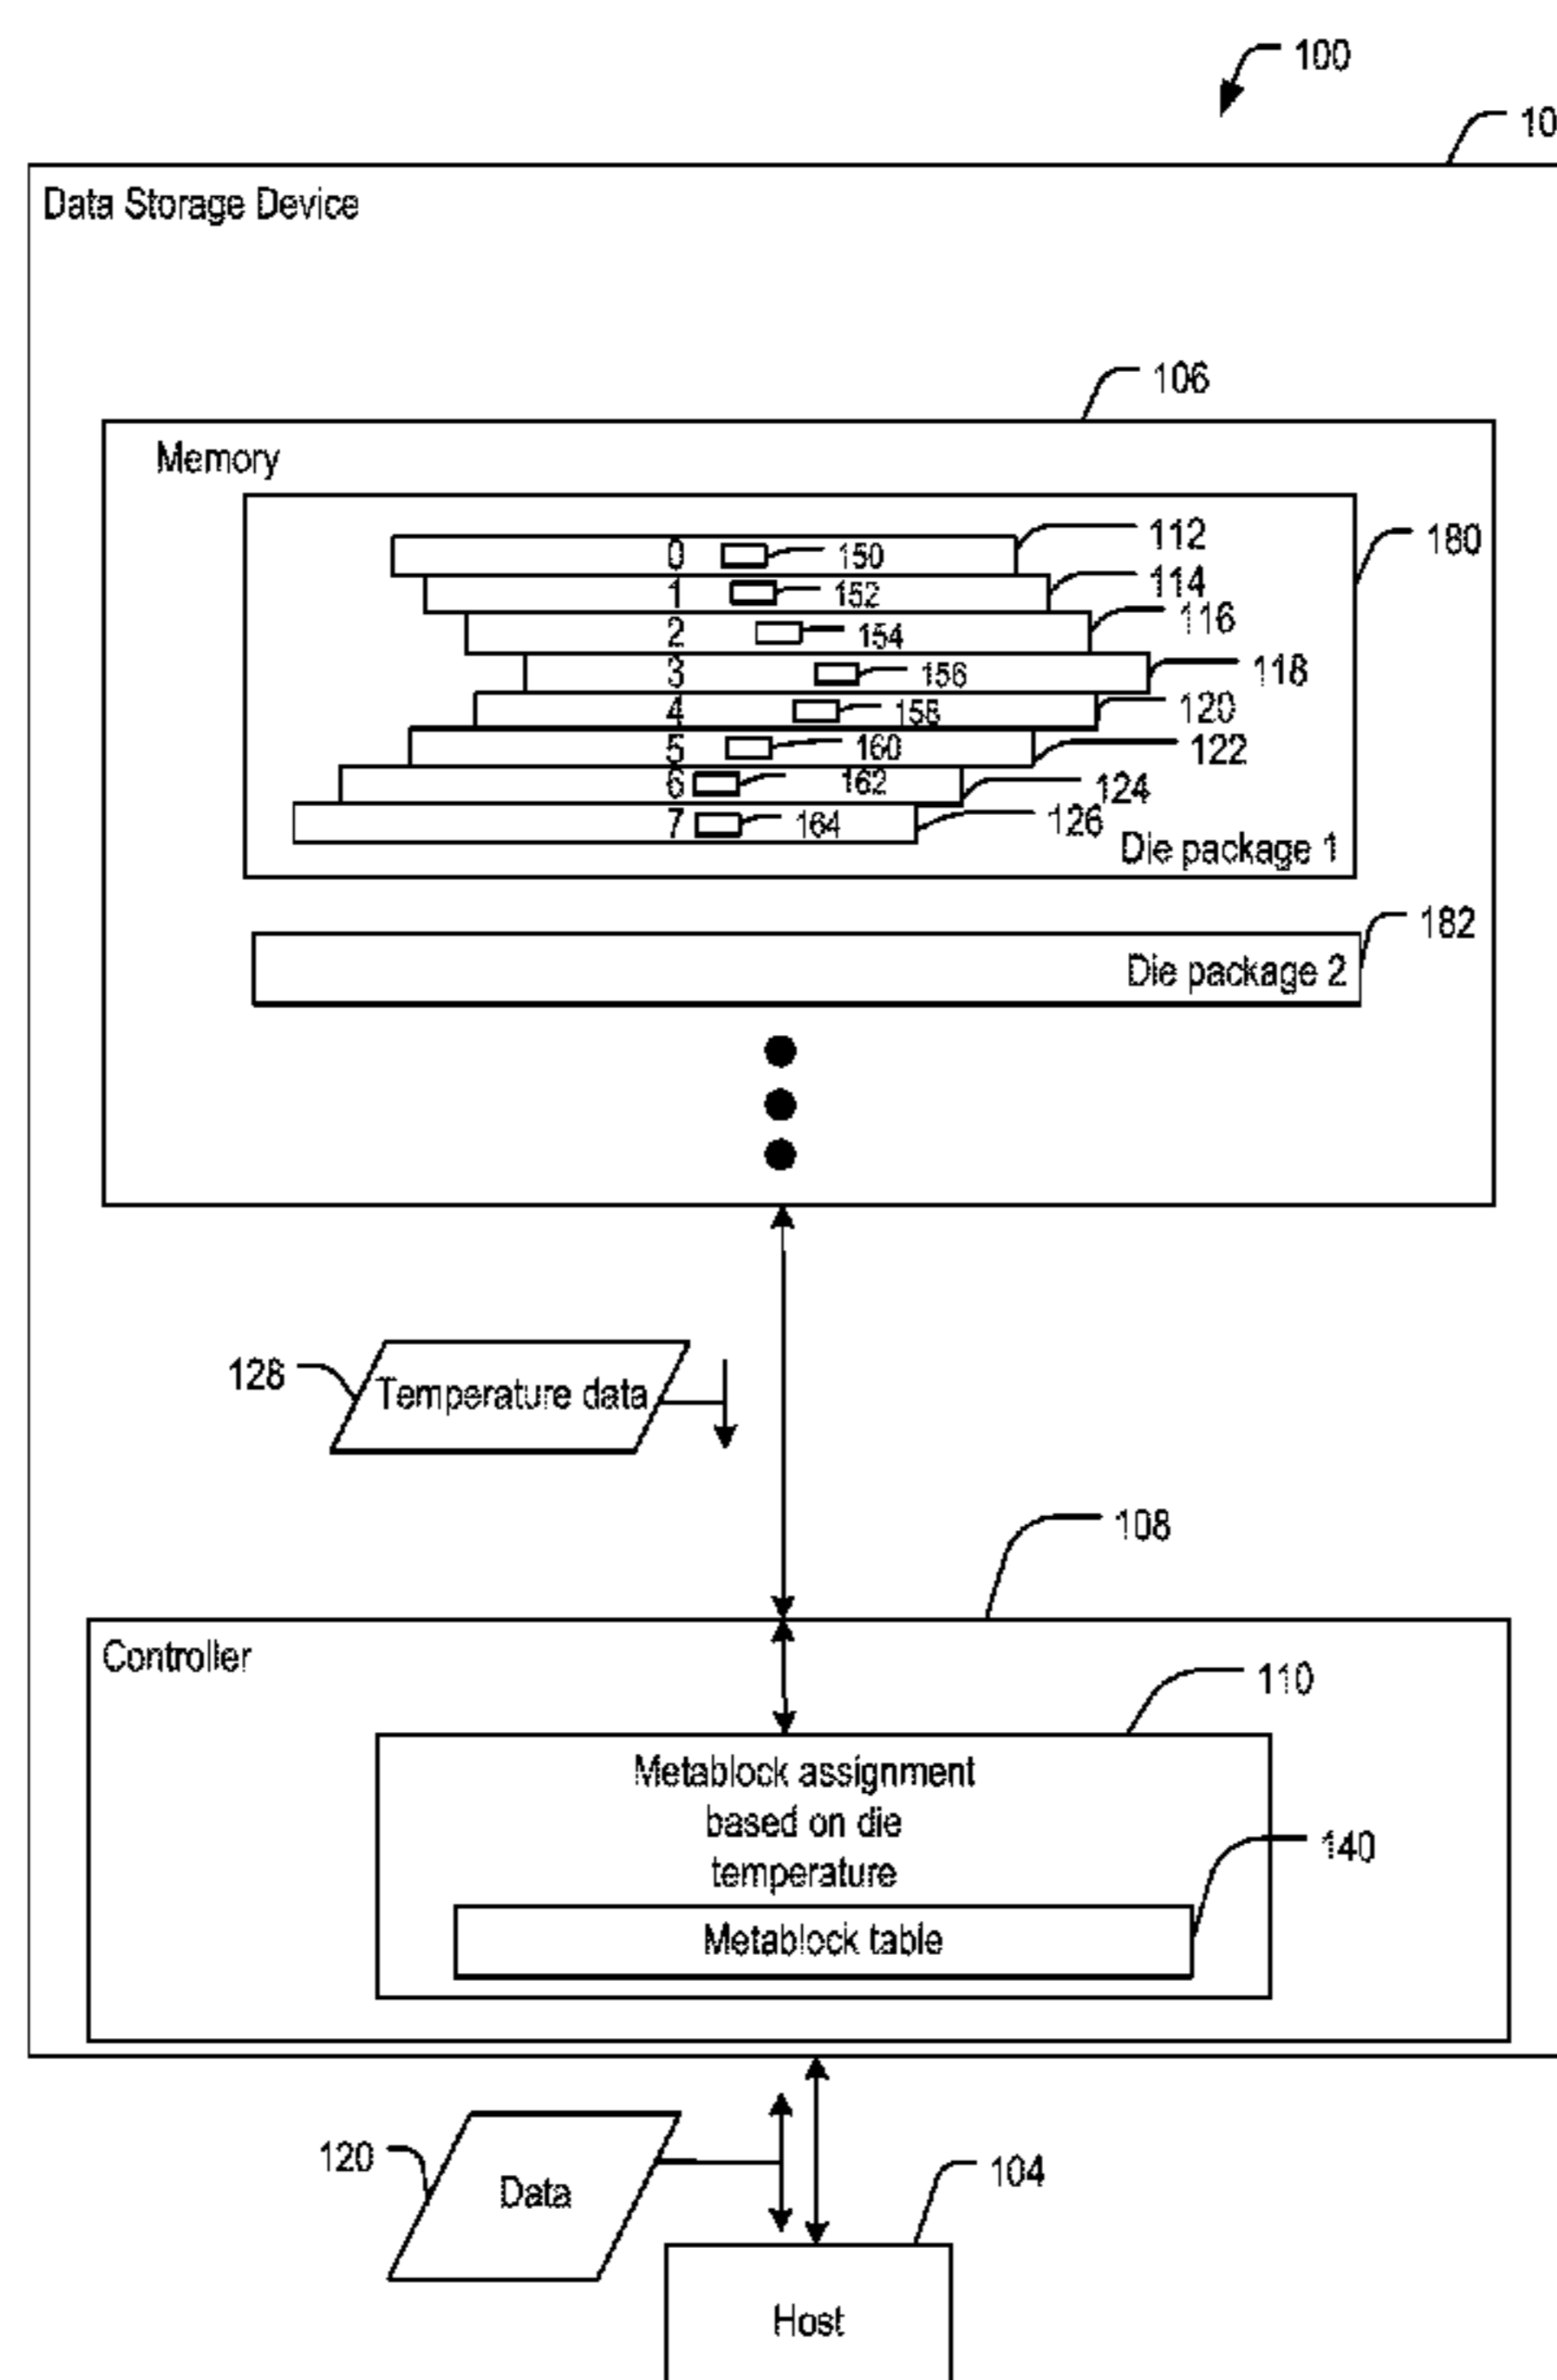 100
10
Data Storage Device
106
Memory
0 150 112
1 152 114
2 154 116
3 156 118
4 158 120
5 160 122
6 162 124
7 164 126
180
Die package 1
182
Die package 2
128
Temperature data
108
Controller
110
Metablock assignment
based on die
temperature
140
Metablock table
120
Data
104
Host